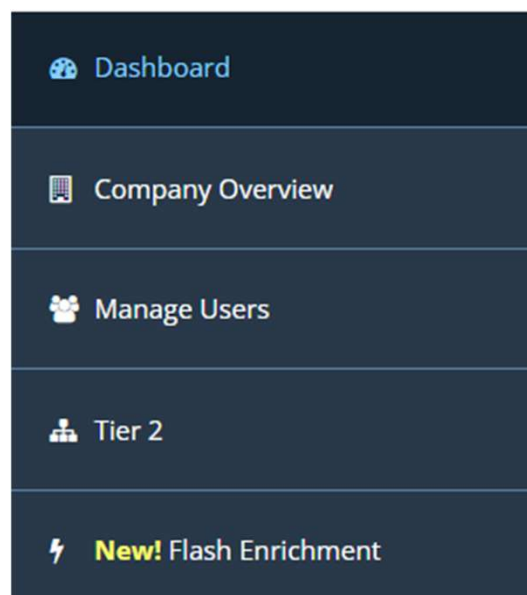 Dashboard
Company Overview
Manage Users
Tier 2
New! Flash Enrichment